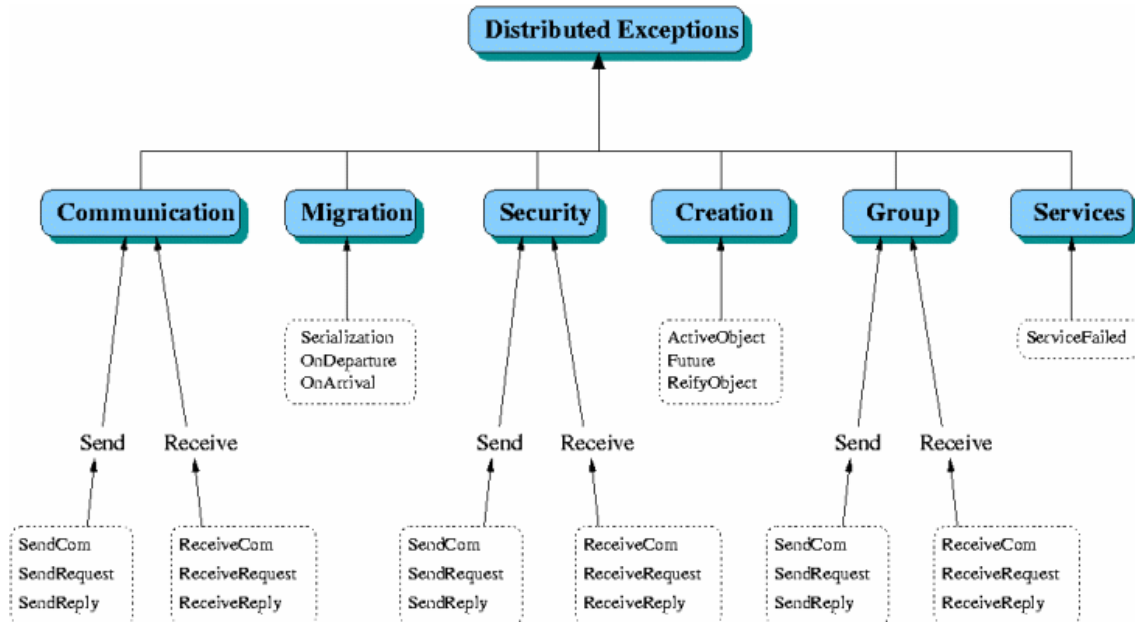 Distributed Exceptions
Communication
Migration
Security
Creation
Group
Services
Serialization
OnDeparture
OnArrival
ActiveObject
Future
ReifyObject
ServiceFailed
Send
Receive
Send
Receive
Send
Receive
SendCom
SendRequest
SendReply
ReceiveCom
ReceiveRequest
ReceiveReply
SendCom
SendRequest
SendReply
ReceiveCom
ReceiveRequest
ReceiveReply
SendCom
SendRequest
SendReply
ReceiveCom
ReceiveRequest
ReceiveReply